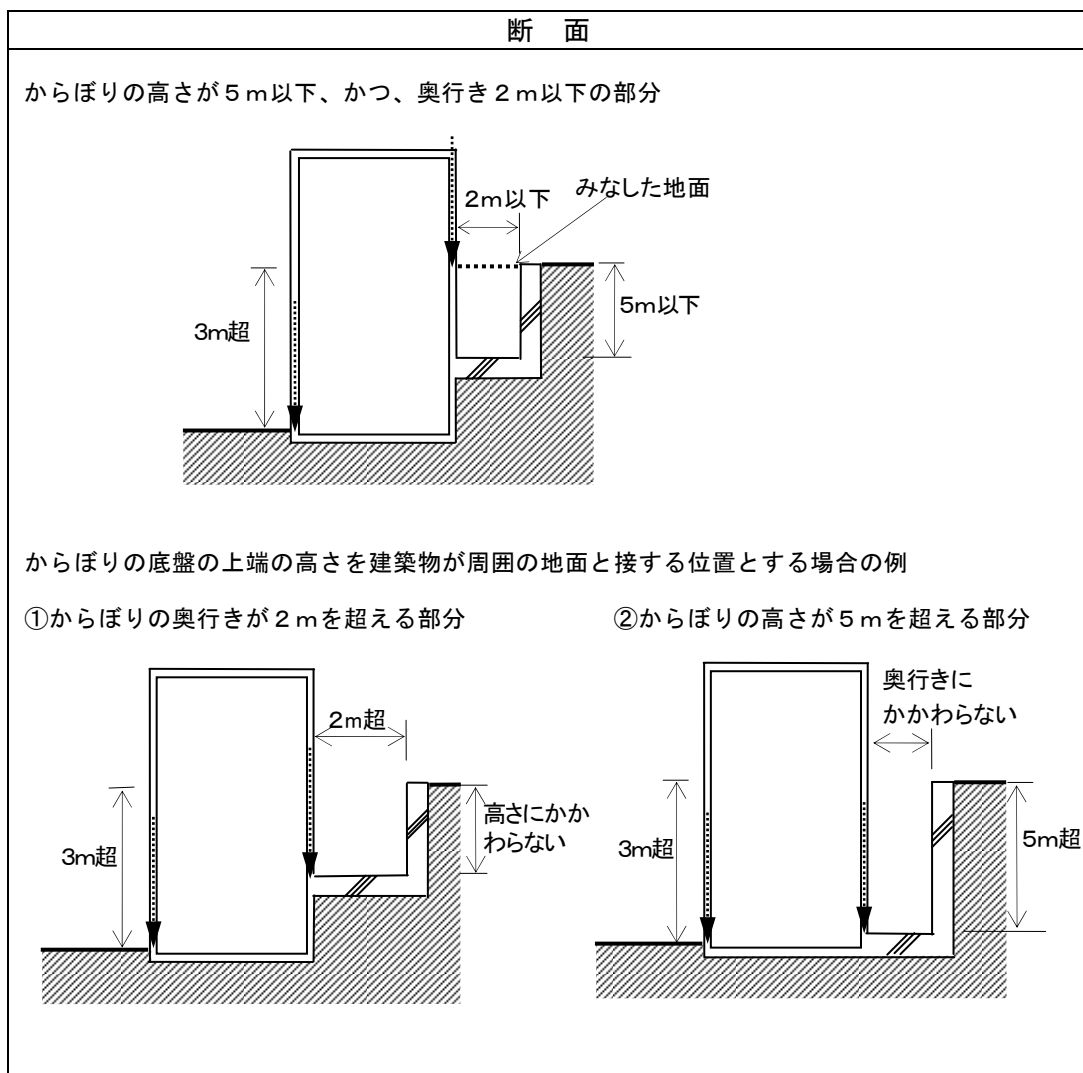 断 面
からぼりの高さが５ｍ以下、かつ、奥行き２ｍ以下の部分
みなした地面
２ｍ以下
5m以下
3m超
からぼりの底盤の上端の高さを建築物が周囲の地面と接する位置とする場合の例
①からぼりの奥行きが２ｍを超える部分
②からぼりの高さが５ｍを超える部分
2m超
高さにかか
わらない
3m超
奥行きに
かかわらない
3m超
5m超